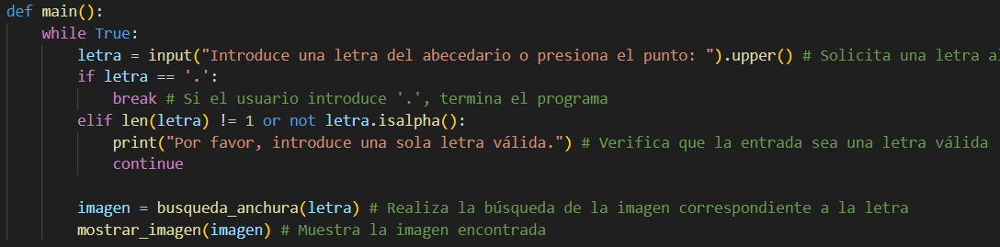 def main():
    while True:
        letra = input("Introduce una letra del abecedario o presiona el punto: ").upper() # Solicita una letra
        if letra == '.':
            break # Si el usuario introduce '.', termina el programa
        elif len(letra) != 1 or not letra.isalpha():
            print("Por favor, introduce una sola letra válida.") # Verifica que la entrada sea una letra válida
            continue

        imagen = busqueda_anchura(letra) # Realiza la búsqueda de la imagen correspondiente a la letra
        mostrar_imagen(imagen) # Muestra la imagen encontrada